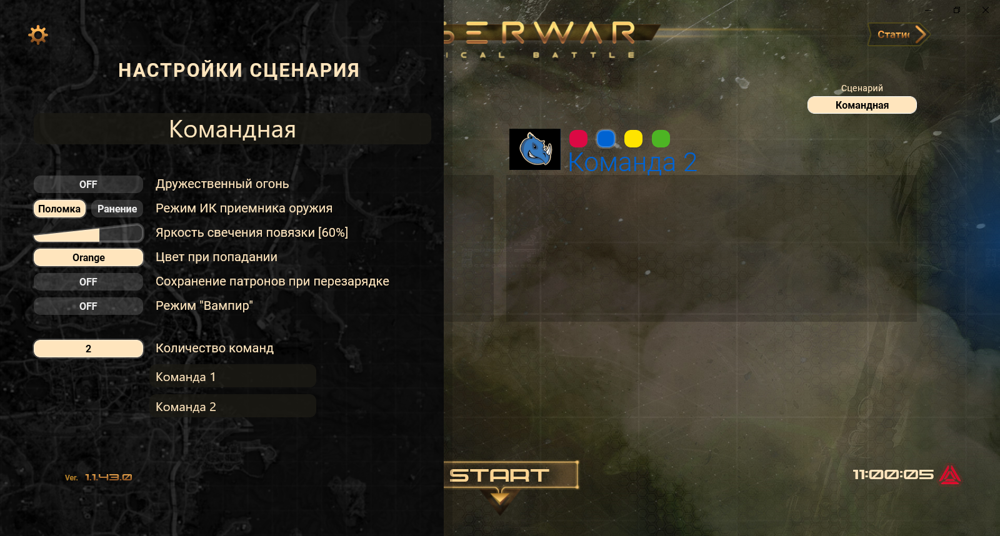 SERWAR
ICAL BATTLE
Стати
НАСТРОЙКИ СЦЕНАРИЯ
Сценарий
Командная
Командная
Команда 2
OFF Дружественный огонь
Поломка Ранение Режим ИК приемника оружия
Яркость свечения повязки [60%]
Orange Цвет при попадании
OFF Сохранение патронов при перезарядке
OFF Режим "Вампир"
2 Количество команд
Команда 1
Команда 2
START
Ver. 1.1.43.0
11:00:05